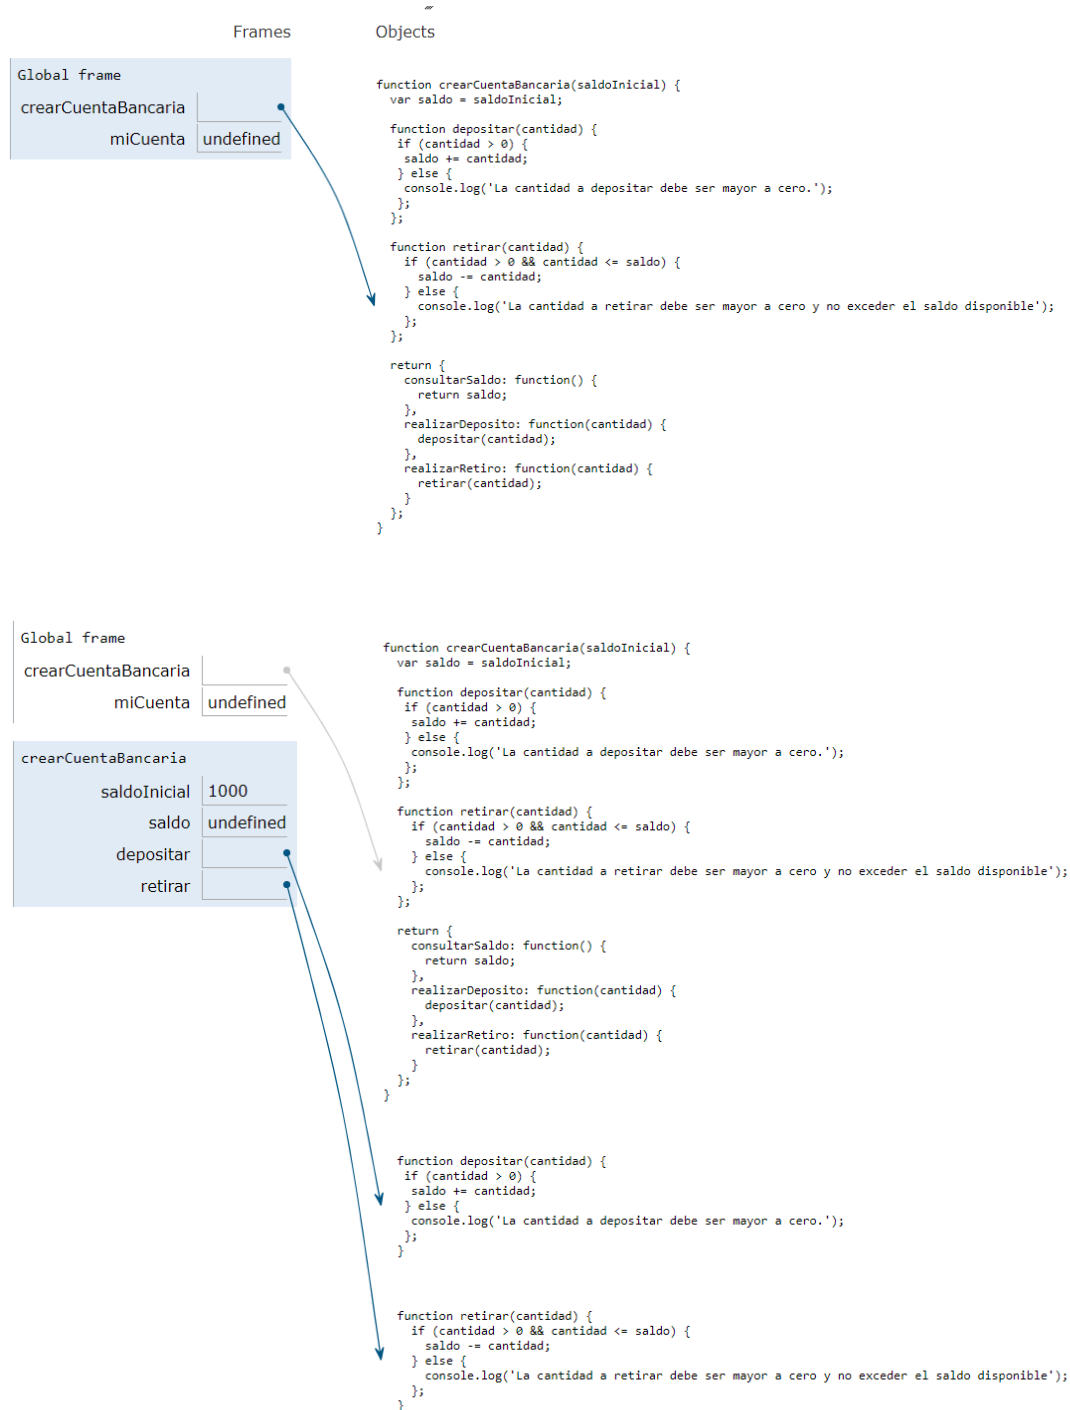 Frames Objects
Global frame
crearCuentaBancaria
miCuenta undefined
function crearCuentaBancaria(saldoInicial) {
  var saldo = saldoInicial;
  function depositar(cantidad) {
   if (cantidad > 0) {
    saldo += cantidad;
   } else {
    console.log('La cantidad a depositar debe ser mayor a cero.');
   };
  };
  function retirar(cantidad) {
    if (cantidad > 0 && cantidad <= saldo) {
      saldo -= cantidad;
    } else {
      console.log('La cantidad a retirar debe ser mayor a cero y no exceder el saldo disponible');
    };
  };
  return {
    consultarSaldo: function() {
      return saldo;
    },
    realizarDeposito: function(cantidad) {
      depositar(cantidad);
    },
    realizarRetiro: function(cantidad) {
      retirar(cantidad);
    }
  };
}
Global frame
crearCuentaBancaria
miCuenta undefined
crearCuentaBancaria
saldoInicial 1000
saldo undefined
depositar
retirar
function crearCuentaBancaria(saldoInicial) {
  var saldo = saldoInicial;
  function depositar(cantidad) {
   if (cantidad > 0) {
    saldo += cantidad;
   } else {
    console.log('La cantidad a depositar debe ser mayor a cero.');
   };
  };
  function retirar(cantidad) {
    if (cantidad > 0 && cantidad <= saldo) {
      saldo -= cantidad;
    } else {
      console.log('La cantidad a retirar debe ser mayor a cero y no exceder el saldo disponible');
    };
  };
  return {
    consultarSaldo: function() {
      return saldo;
    },
    realizarDeposito: function(cantidad) {
      depositar(cantidad);
    },
    realizarRetiro: function(cantidad) {
      retirar(cantidad);
    }
  };
}
  function depositar(cantidad) {
   if (cantidad > 0) {
    saldo += cantidad;
   } else {
    console.log('La cantidad a depositar debe ser mayor a cero.');
   };
  }
  function retirar(cantidad) {
    if (cantidad > 0 && cantidad <= saldo) {
      saldo -= cantidad;
    } else {
      console.log('La cantidad a retirar debe ser mayor a cero y no exceder el saldo disponible');
    };
  }